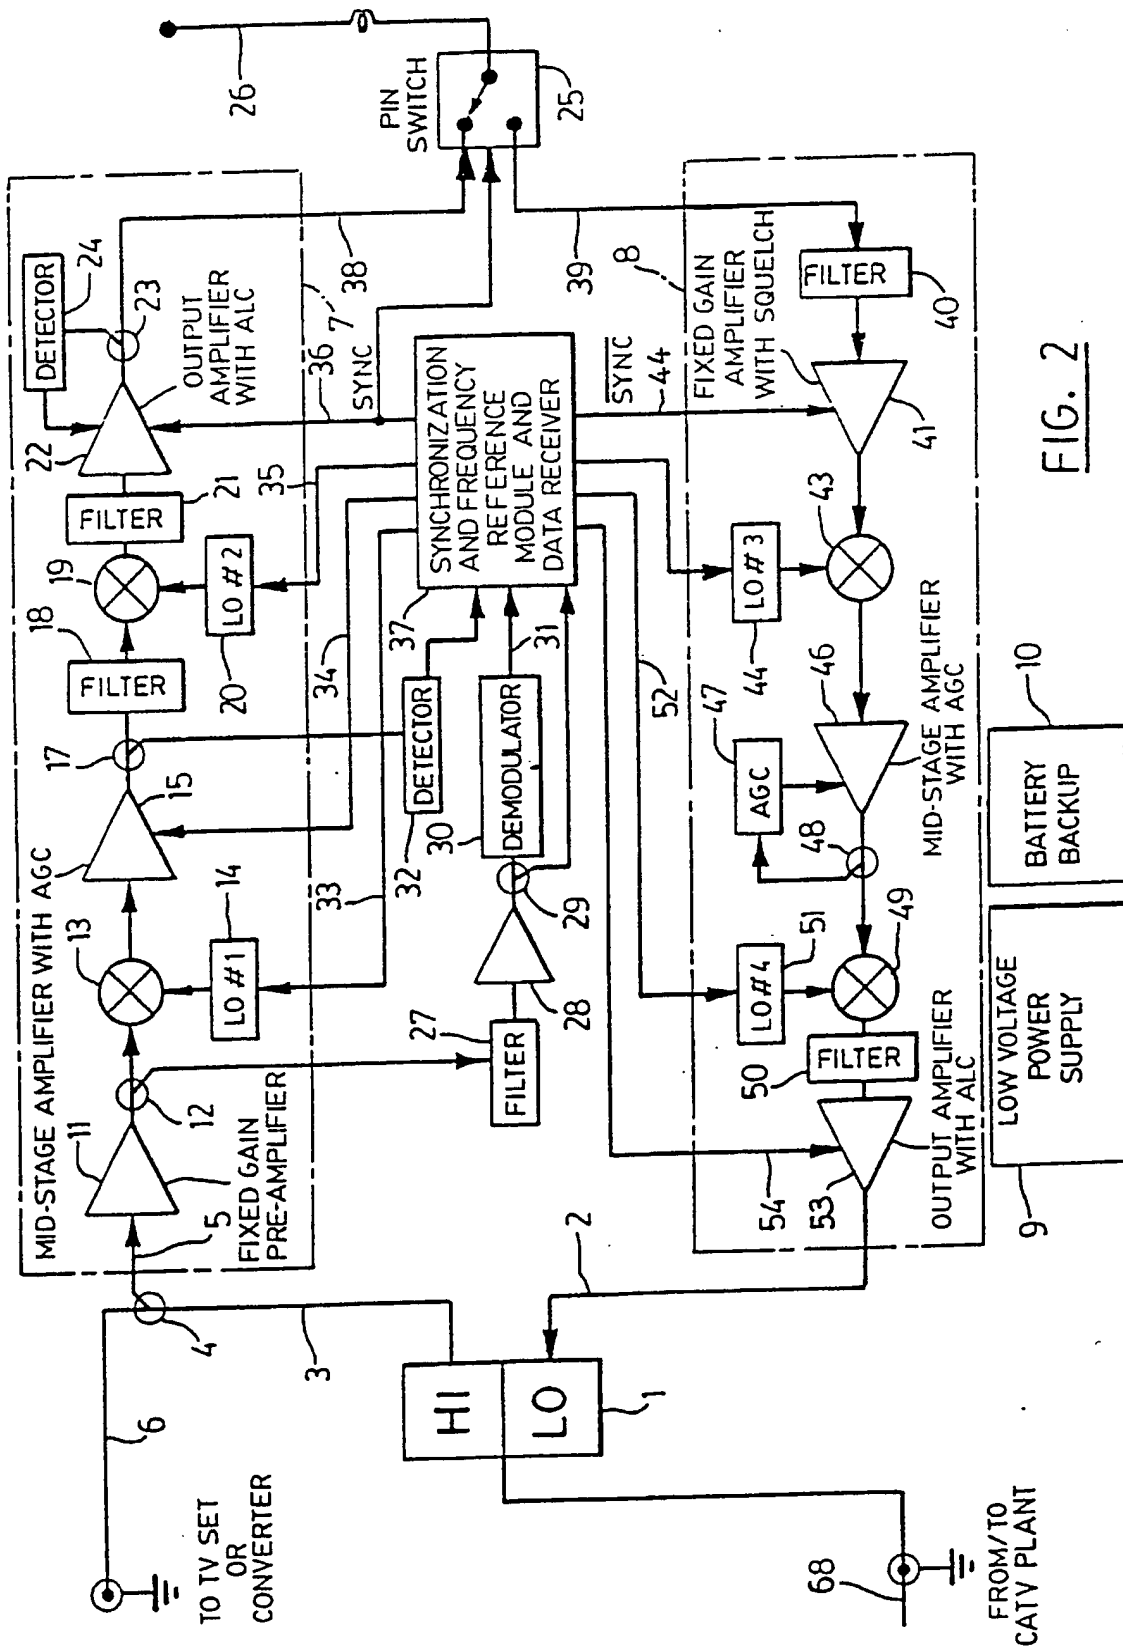 MID-STAGE AMPLIFIER WITH AGC
DETECTOR
24
6
5
11
13
15
17
18
19
21
22
23
FILTER
FILTER
26
4
12
14
LO #1
20
LO #2
OUTPUT
AMPLIFIER
WITH ALC
TO TV SET
OR
CONVERTER
FIXED GAIN
PRE-AMPLIFIER
33
34
35
36
7
38
3
SYNC
PIN
SWITCH
HI
LO
1
27
FILTER
28
32
DETECTOR
30
DEMODULATOR
29
37
31
SYNCHRONIZATION
AND FREQUENCY
REFERENCE
MODULE AND
DATA RECEIVER
25
39
2
52
SYNC
44
8
54
53
50
FILTER
LO#4
51
47
AGC
48
44
LO #3
43
46
FIXED GAIN
AMPLIFIER
WITH SQUELCH
FILTER
40
41
49
68
OUTPUT AMPLIFIER
WITH ALC
MID-STAGE AMPLIFIER
WITH AGC
FROM/TO
CATV PLANT
9
LOW VOLTAGE
POWER
SUPPLY
10
BATTERY
BACKUP
FIG. 2